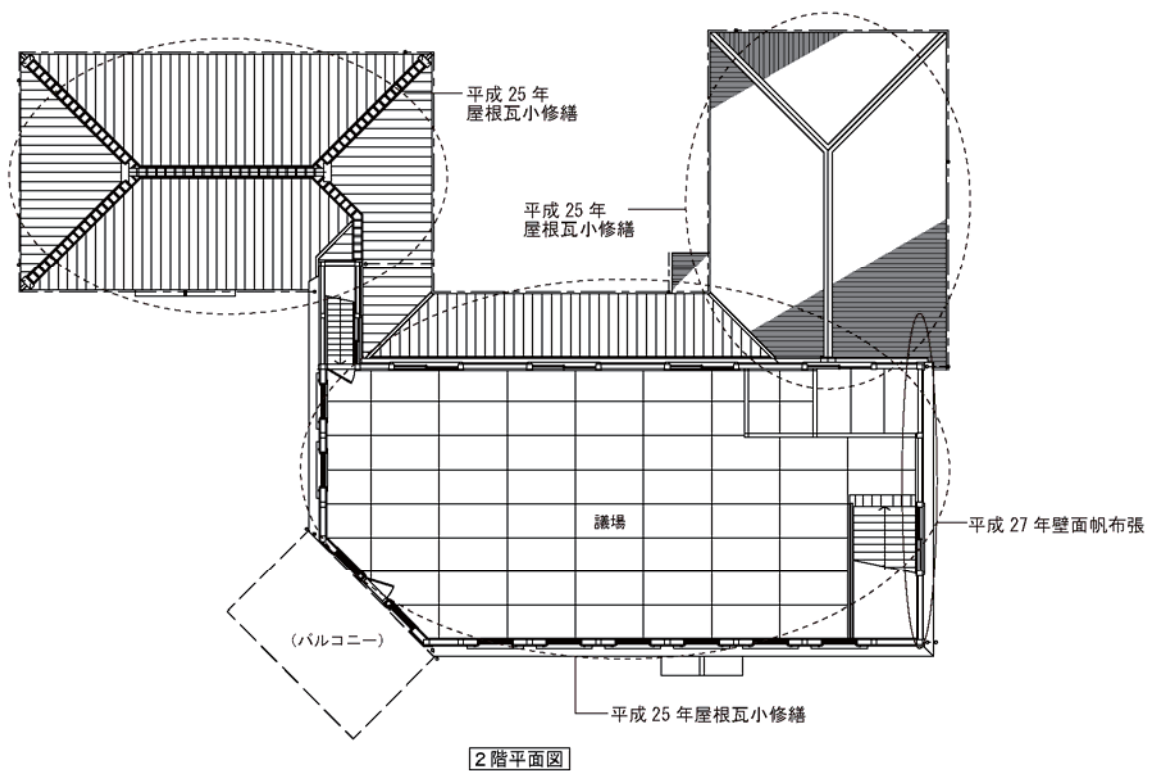 平成 25 年
屋根瓦小修繕
平成 25 年
屋根瓦小修繕
議場
平成 27 年壁面帆布張
(バルコニー)
平成 25 年屋根瓦小修繕
2階平面図